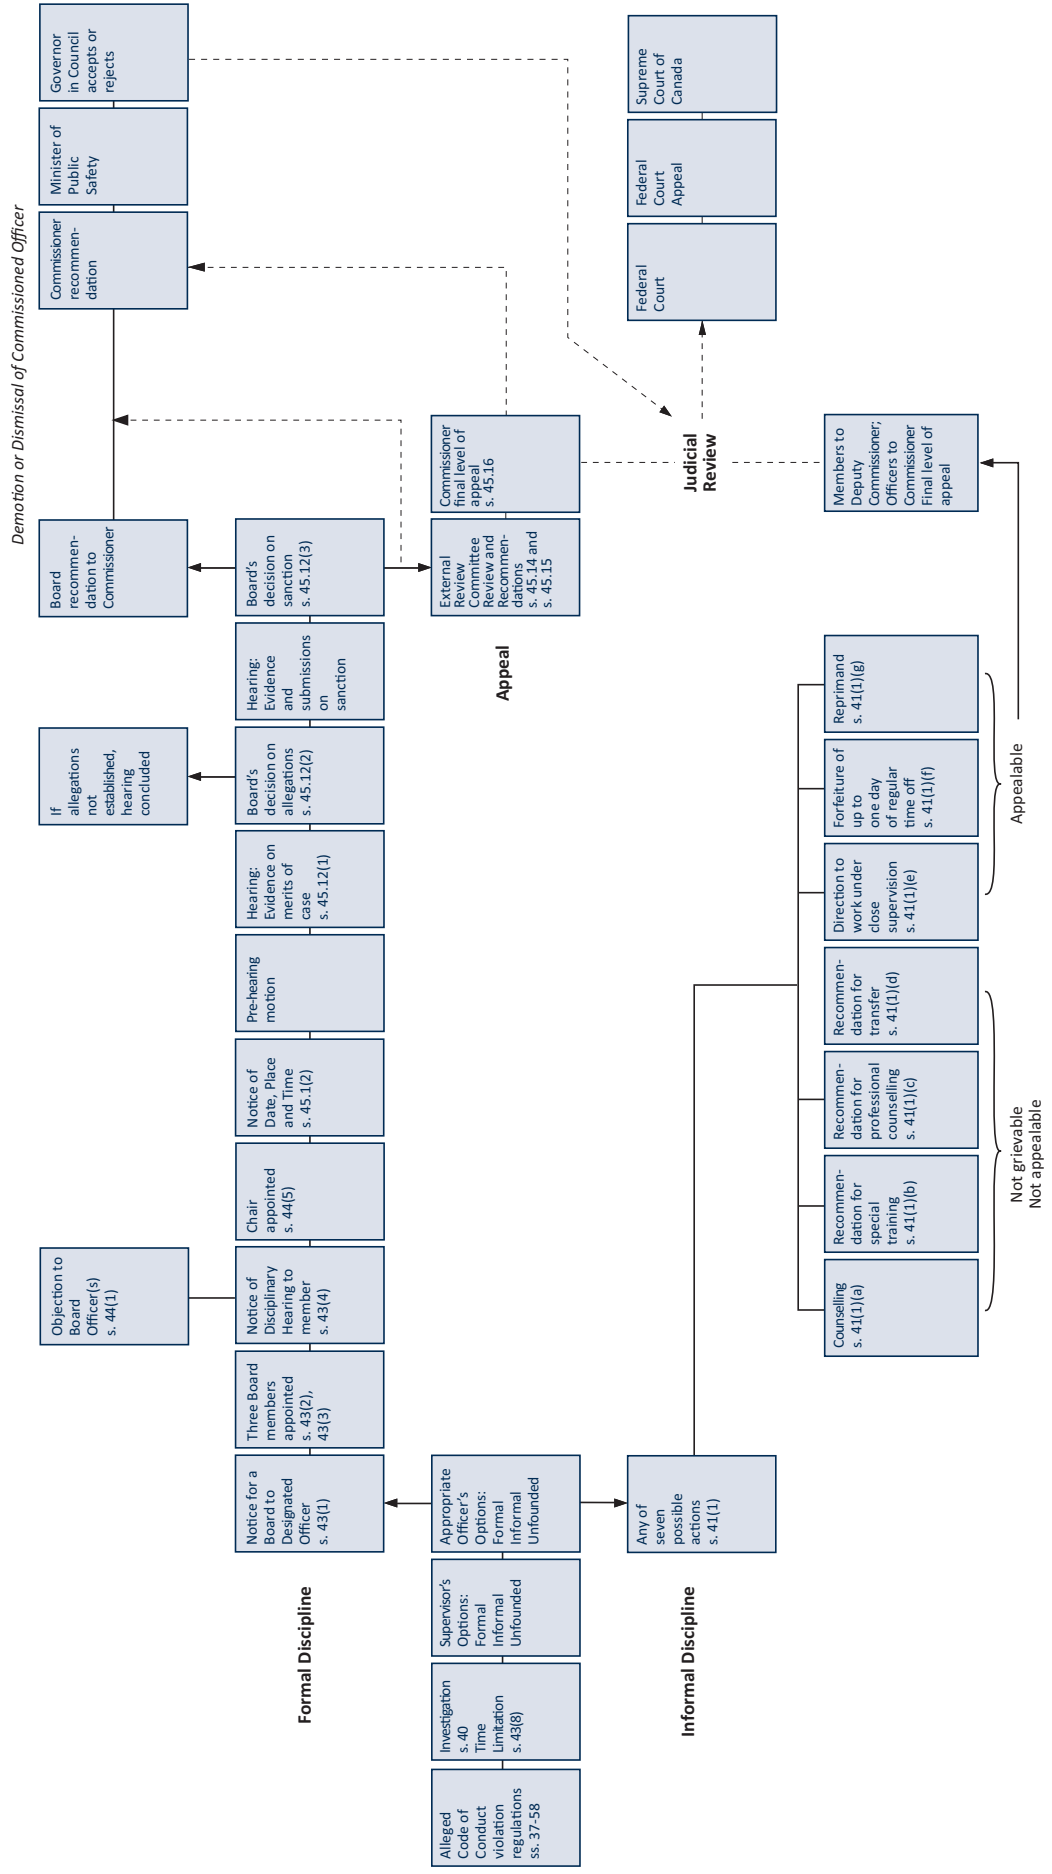 Demotion or Dismissal of Commissioned Officer
Objection to
Board
Officer(s)
s. 44(1)
If
allegations
not
established,
hearing
concluded
Board
recommen-
dation to
Commissioner
Commissioner
recommen-
dation
Minister of
Public
Safety
Governor
in Council
accepts or
rejects
Formal Discipline
Notice for a
Board to
Designated
Officer
s. 43(1)
Three Board
members
appointed
s. 43(2),
43(3)
Notice of
Disciplinary
Hearing to
member
s. 43(4)
Chair
appointed
s. 44(5)
Notice of
Date, Place
and Time
s. 45.1(2)
Pre-hearing
motion
Hearing:
Evidence on
merits of
case
s. 45.12(1)
Board’s
decision on
allegations
s. 45.12(2)
Hearing:
Evidence
and
submissions
on
sanction
Board’s
decision on
sanction
s. 45.12(3)
Alleged
Code of
Conduct
violation
regulations
ss. 37-58
Investigation
s. 40
Time
Limitation
s. 43(8)
Supervisor’s
Options:
Formal
Informal
Unfounded
Appropriate
Officer’s
Options:
Formal
Informal
Unfounded
Appeal
External
Review
Committee
Review and
Recommen-
dations
s. 45.14 and
s. 45.15
Commissioner
final level of
appeal
s. 45.16
Informal Discipline
Any of
seven
possible
actions
s. 41(1)
Judicial
Review
Federal
Court
Federal
Court
Appeal
Supreme
Court of
Canada
Counselling
s. 41(1)(a)
Recommen-
dation for
special
training
s. 41(1)(b)
Recommen-
dation for
professional
counselling
s. 41(1)(c)
Recommen-
dation for
transfer
s. 41(1)(d)
Direction to
work under
close
supervision
s. 41(1)(e)
Forfeiture of
up to
one day
of regular
time off
s. 41(1)(f)
Reprimand
s. 41(1)(g)
Members to
Deputy
Commissioner;
Officers to
Commissioner
Final level of
appeal
Not grievable
Not appealable
Appealable